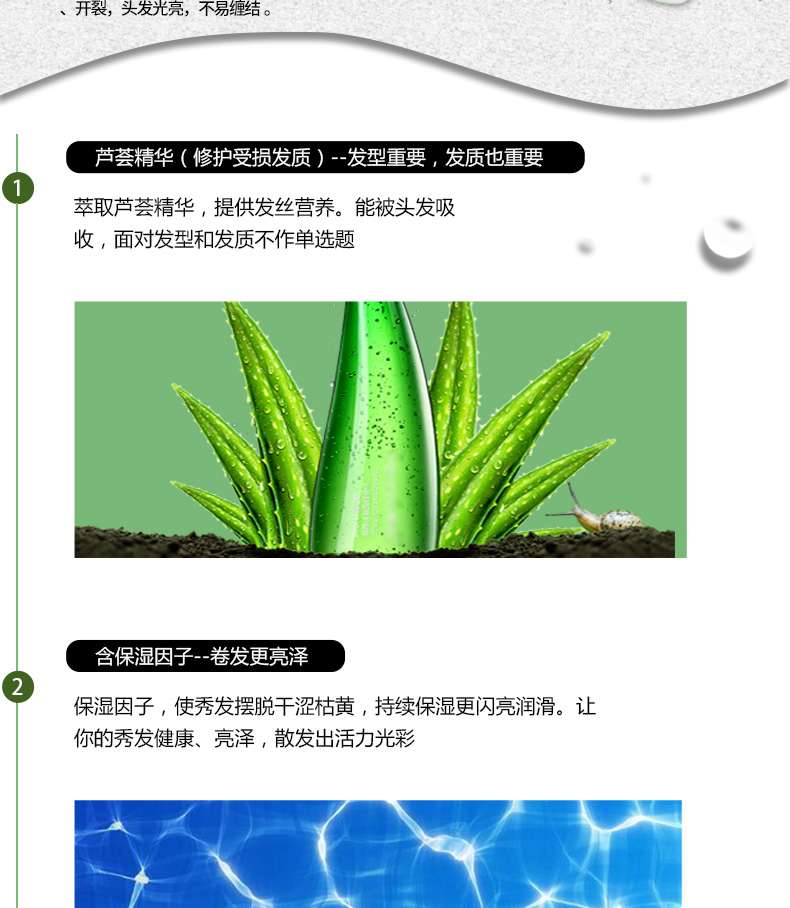 、开裂，头发光亮，不易缠结 。
芦荟精华（修护受损发质）--发型重要，发质也重要
1
萃取芦荟精华，提供发丝营养。能被头发吸
收，面对发型和发质不作单选题
含保湿因子--卷发更亮泽
2
保湿因子，使秀发摆脱干涩枯黄，持续保湿更闪亮润滑。让
你的秀发健康、亮泽，散发出活力光彩